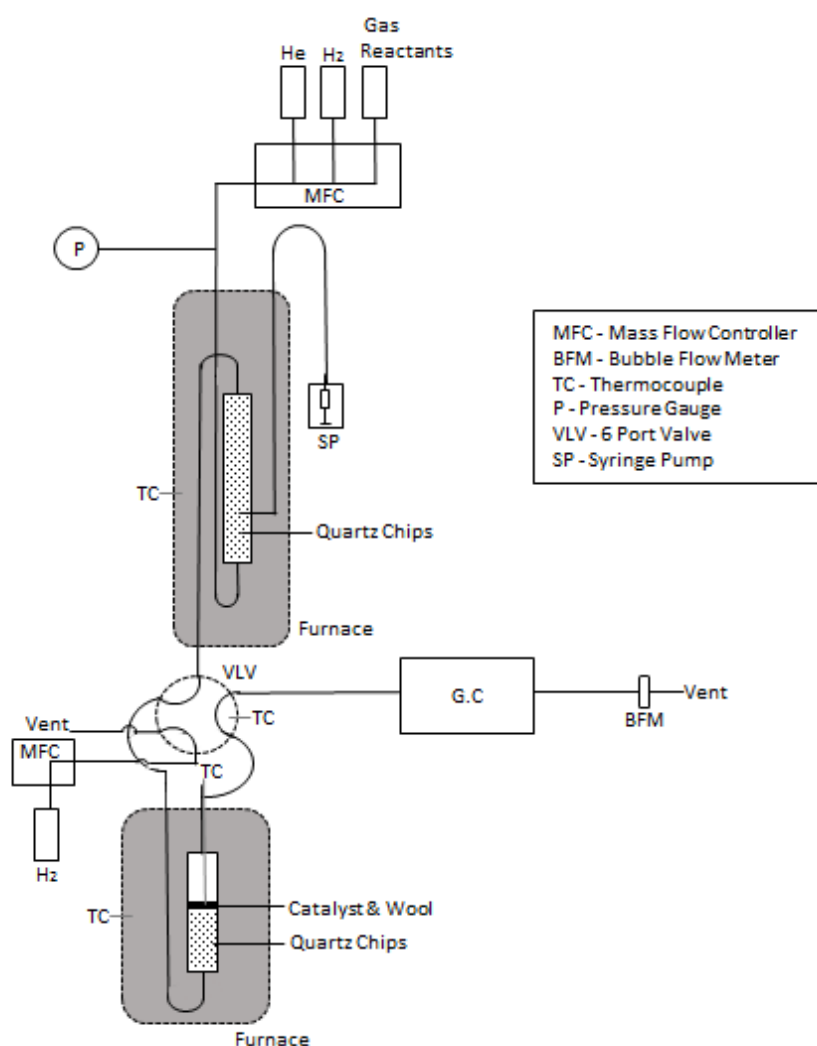 Gas
He H2 Reactants
MFC
P
MFC - Mass Flow Controller
BFM - Bubble Flow Meter
TC - Thermocouple
P - Pressure Gauge
VLV - 6 Port Valve
SP - Syringe Pump
SP
TC
Quartz Chips
Furnace
VLV
G.C
Vent
TC
BFM
Vent
MFC
TC
H2
Catalyst & Wool
TC
Quartz Chips
Furnace